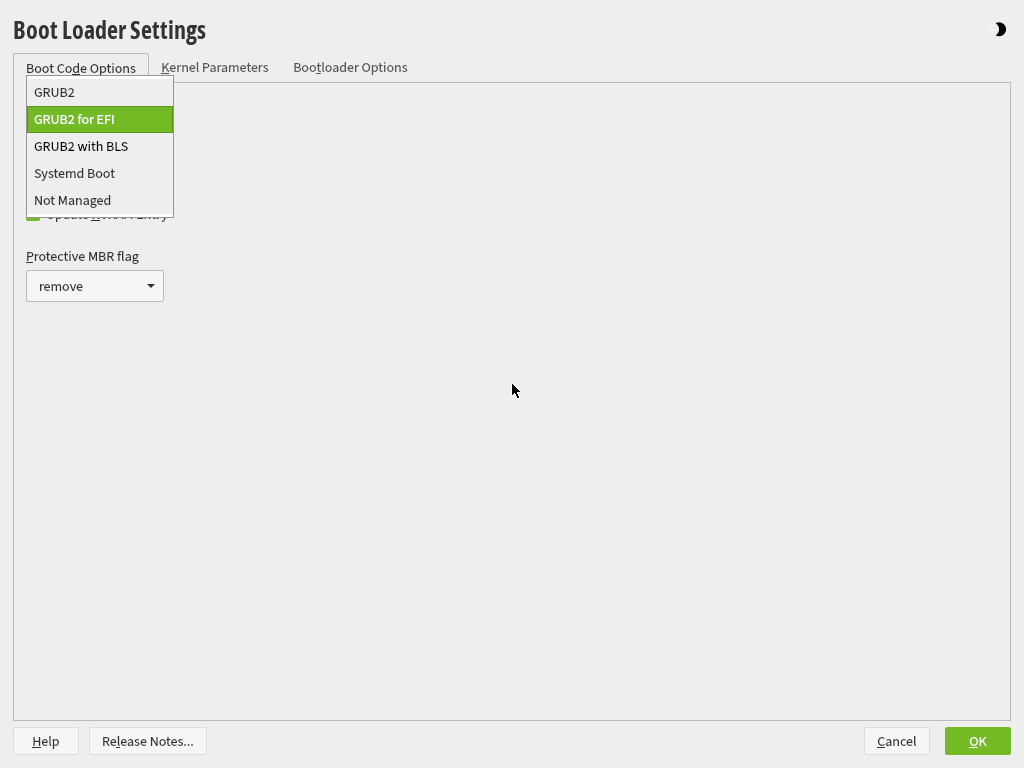 Boot Loader Settings
Boot Code Options
Kernel Parameters
Bootloader Options
GRUB2
GRUB2 for EFI
GRUB2 with BLS
Systemd Boot
Not Managed
Protective MBR flag
remove
Help
Release Notes...
Cancel
OK